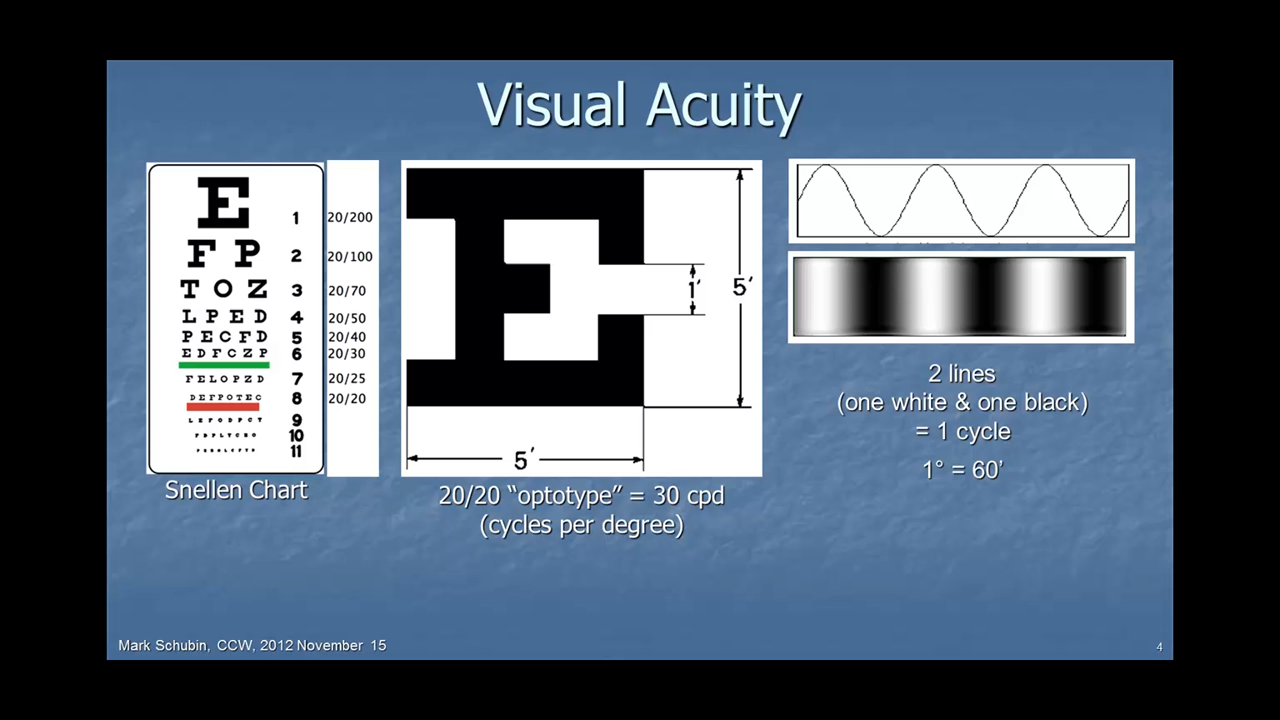 Visual Acuity
E 1 20/200
F P 2 20/100
T O Z 3 20/70
L P E D 4 20/50
P E C F D 5 20/40
E D F C Z P 6 20/30
F E L O P Z D 7 20/25
D E F P O T E C 8 20/20
9
10
11
Snellen Chart
1′
5′
5′
20/20 “optotype” = 30 cpd
(cycles per degree)
2 lines
(one white & one black)
= 1 cycle
1° = 60’
Mark Schubin, CCW, 2012 November 15
4